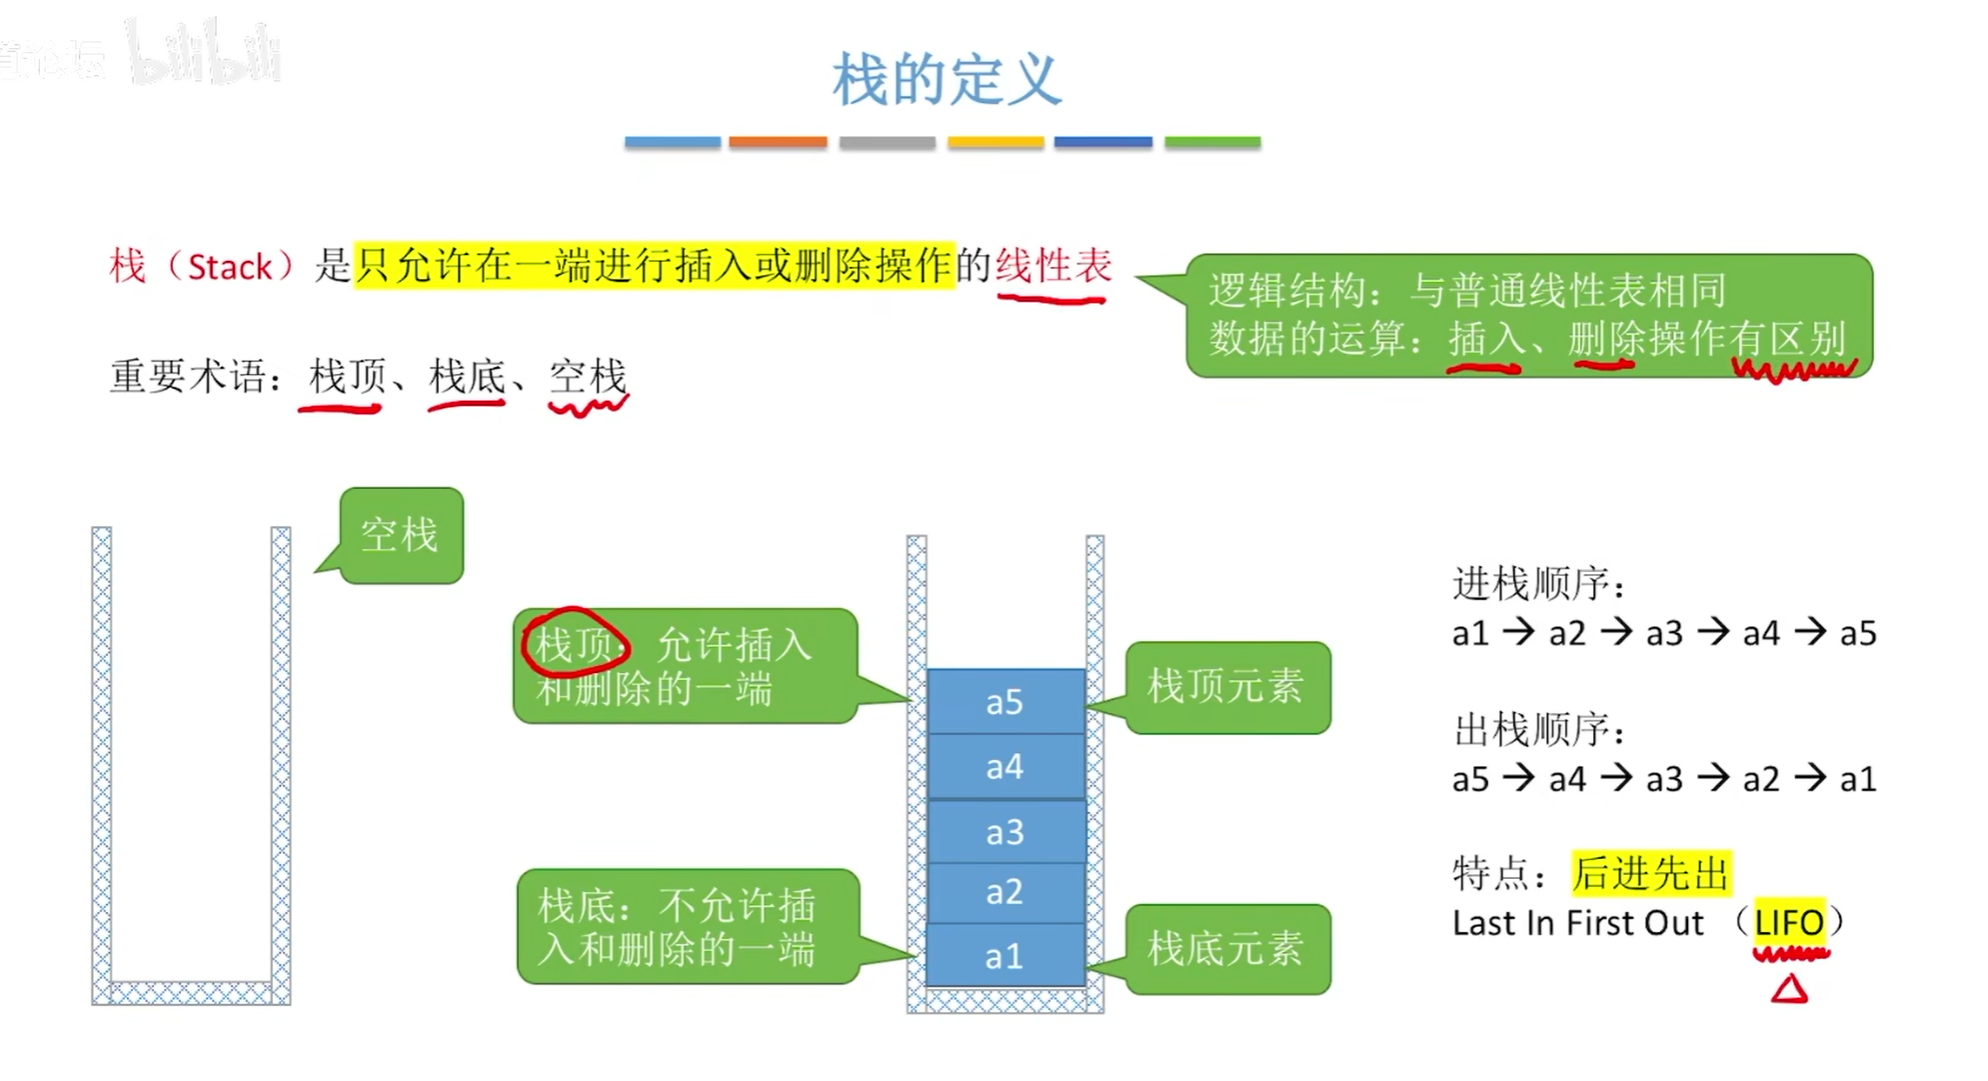 论坛 bilibili
栈的定义
栈（Stack）是只允许在一端进行插入或删除操作的线性表
逻辑结构：与普通线性表相同
数据的运算：插入、删除操作有区别
重要术语：栈顶、栈底、空栈
空栈
栈顶：允许插入
和删除的一端
a5
a4
a3
a2
a1
栈顶元素
栈底：不允许插
入和删除的一端
栈底元素
进栈顺序：
a1 → a2 → a3 → a4 → a5
出栈顺序：
a5 → a4 → a3 → a2 → a1
特点：后进先出
Last In First Out （LIFO）